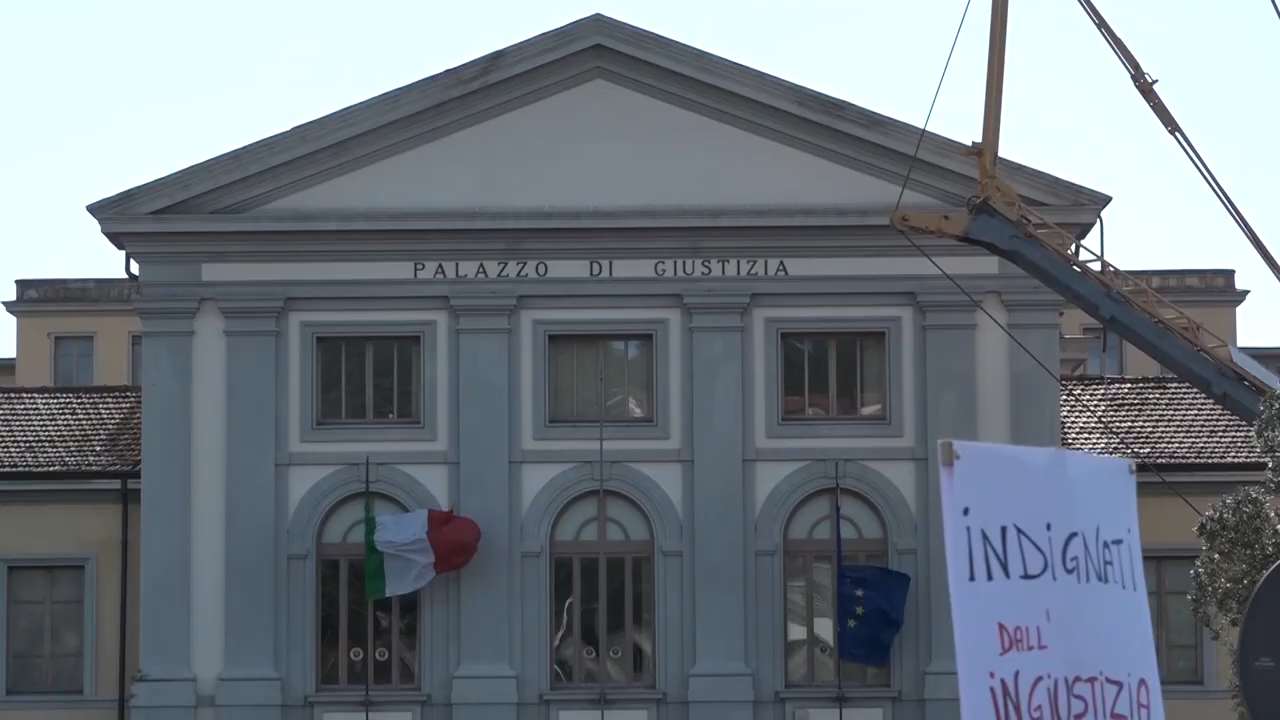 PALAZZO DI GIUSTIZIA
iNDiGNATi
DALL'
iNGiUSTiZiA